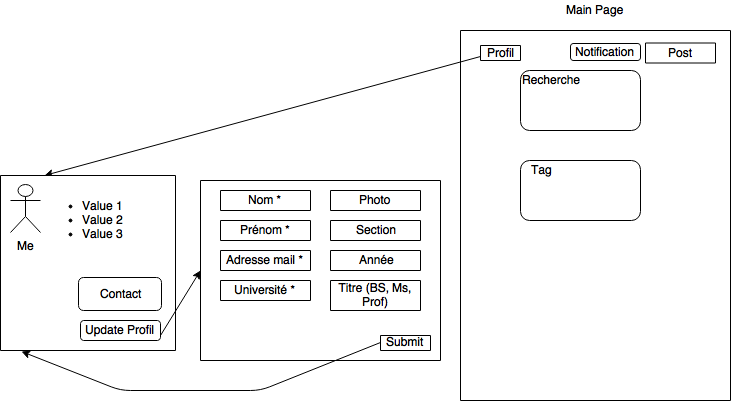 Main Page
Profil
Notification
Post
Recherche
Tag
Me
• Value 1
• Value 2
• Value 3
Contact
Update Profil
Nom *
Photo
Prénom *
Section
Adresse mail *
Année
Université *
Titre (BS, Ms,
Prof)
Submit